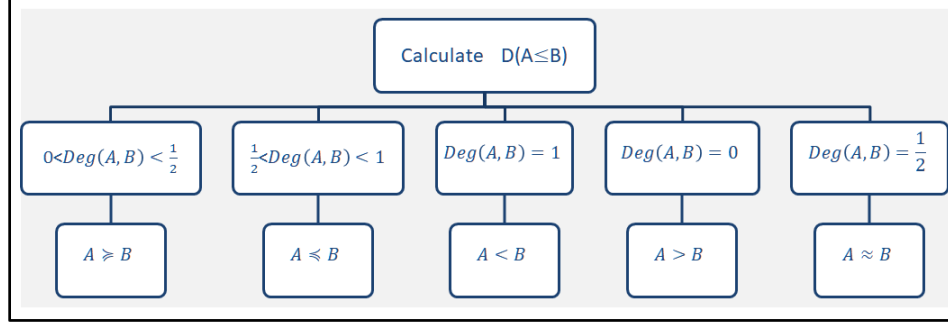 Calculate D(A≤B)
0<Deg(A,B) < 1/2
1/2<Deg(A,B) < 1
Deg(A,B) = 1
Deg(A,B) = 0
Deg(A,B) = 1/2
A ≽ B
A ≼ B
A < B
A > B
A ≈ B